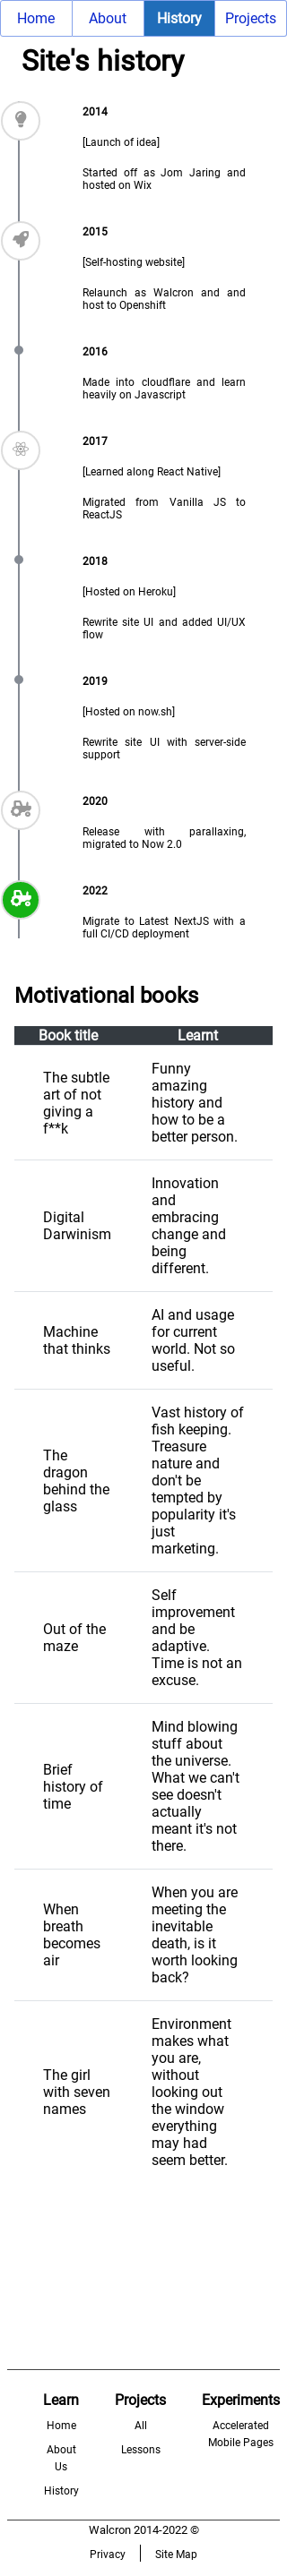 Home About History Projects
Site's history
2014
[Launch of idea]
Started off as Jom Jaring and
hosted on Wix
2015
[Self-hosting website]
Relaunch as Walcron and and
host to Openshift
2016
Made into cloudflare and learn
heavily on Javascript
2017
[Learned along React Native]
Migrated from Vanilla JS to
ReactJS
2018
[Hosted on Heroku]
Rewrite site UI and added UI/UX
flow
2019
[Hosted on now.sh]
Rewrite site UI with server-side
support
2020
Release with parallaxing,
migrated to Now 2.0
2022
Migrate to Latest NextJS with a
full CI/CD deployment
Motivational books
Book title Learnt
The subtle
art of not
giving a
f**k
Funny
amazing
history and
how to be a
better person.
Digital
Darwinism
Innovation
and
embracing
change and
being
different.
Machine
that thinks
AI and usage
for current
world. Not so
useful.
The
dragon
behind the
glass
Vast history of
fish keeping.
Treasure
nature and
don't be
tempted by
popularity it's
just
marketing.
Out of the
maze
Self
improvement
and be
adaptive.
Time is not an
excuse.
Brief
history of
time
Mind blowing
stuff about
the universe.
What we can't
see doesn't
actually
meant it's not
there.
When
breath
becomes
air
When you are
meeting the
inevitable
death, is it
worth looking
back?
The girl
with seven
names
Environment
makes what
you are,
without
looking out
the window
everything
may had
seem better.
Learn
Home
About
Us
History
Projects
All
Lessons
Experiments
Accelerated
Mobile Pages
Walcron 2014-2022 ©
Privacy Site Map